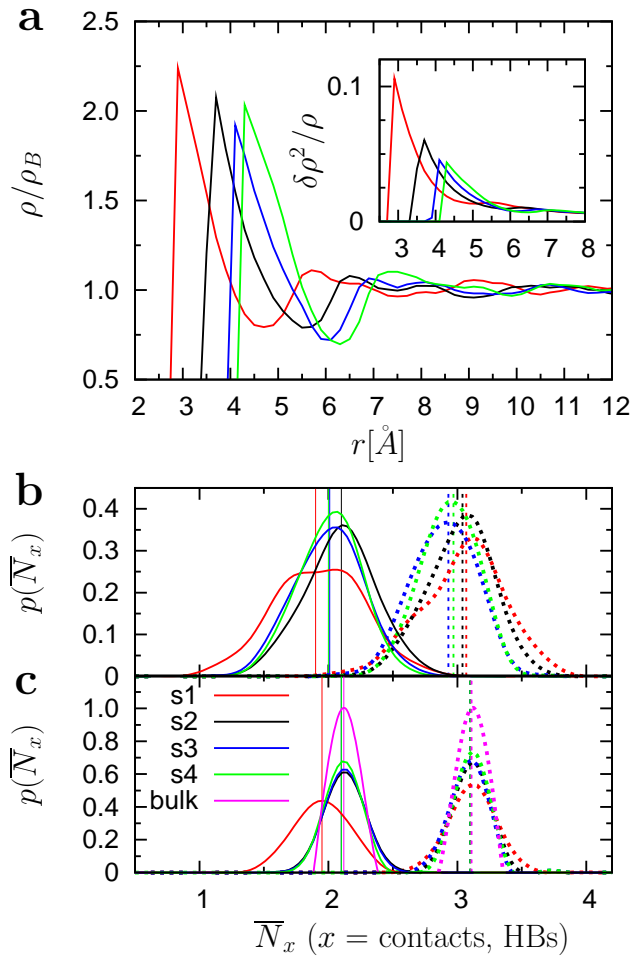 a
2.5
2.0
1.5
1.0
0.5
ρ/ρ_B
0.1
0
δρ²/ρ
3 4 5 6 7 8
2 3 4 5 6 7 8 9 10 11 12
r[Å]
b
0.4
0.3
0.2
0.1
0
p(N̅_x)
c
1.0
0.8
0.6
0.4
0.2
0
p(N̅_x)
s1
s2
s3
s4
bulk
1 2 3 4
N̅_x (x = contacts, HBs)